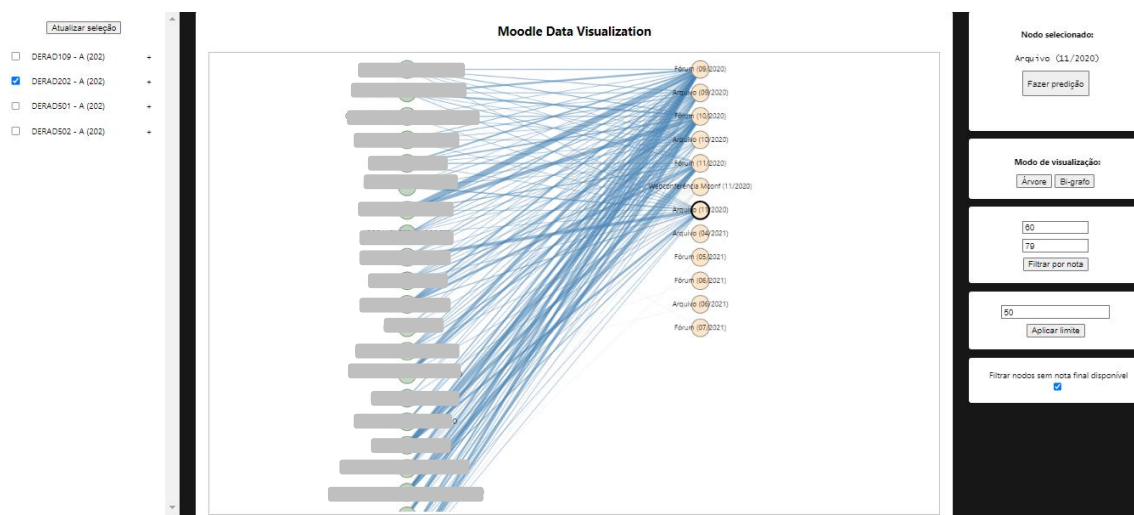 Atualizar seleção
DERAD109 - A (202) +
DERAD202 - A (202) +
DERAD501 - A (202) +
DERAD502 - A (202) +
Moodle Data Visualization
Fórum (09/2020)
Arquivo (09/2020)
Fórum (10/2020)
Arquivo (10/2020)
Fórum (11/2020)
Webconferência Mconf (11/2020)
Arquivo (11/2020)
Arquivo (04/2021)
Fórum (05/2021)
Fórum (06/2021)
Arquivo (06/2021)
Fórum (07/2021)
Nodo selecionado:
Arquivo (11/2020)
Fazer predição
Modo de visualização:
Árvore Bi-grafo
60
79
Filtrar por nota
50
Aplicar limite
Filtrar nodos sem nota final disponível